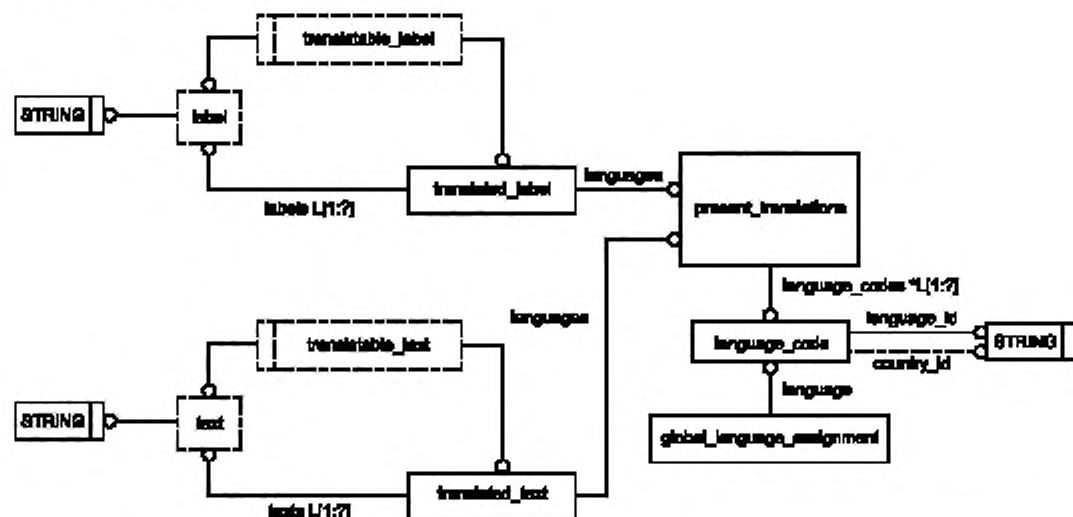 translatable_label
STRING
label
translated_label
languages
labels L[1:?]
present_translations
language_codes *L[1:?]
languages
language_id
translatable_text
language_code
STRING
country_id
language
STRING
text
global_language_assignment
translated_text
texts L[1:?]